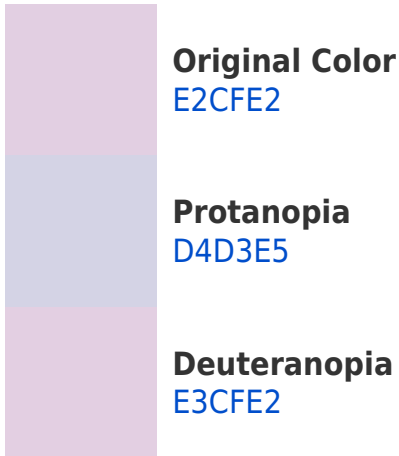 Original Color
E2CFE2
Protanopia
D4D3E5
Deuteranopia
E3CFE2